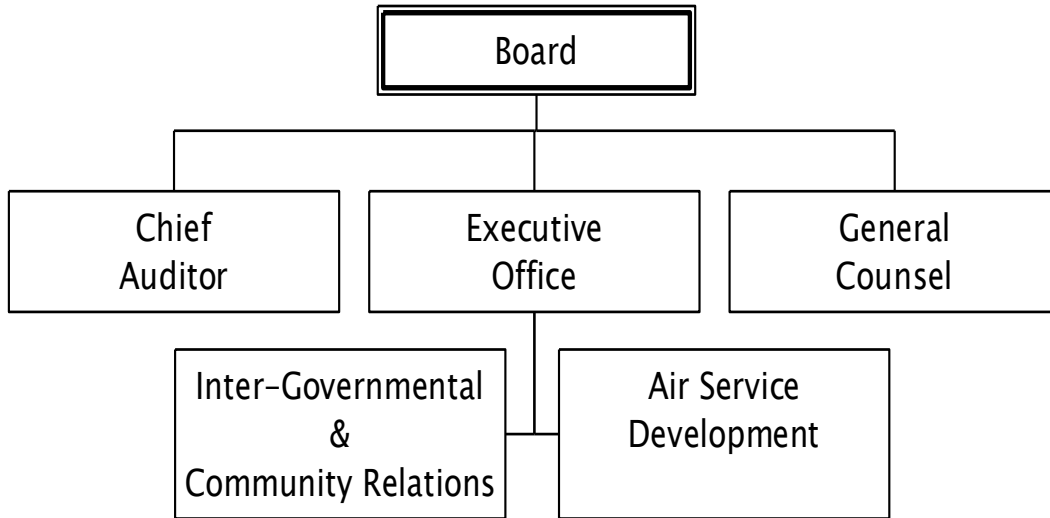 Board
Chief
Auditor
Executive
Office
General
Counsel
Inter-Governmental
&
Community Relations
Air Service
Development